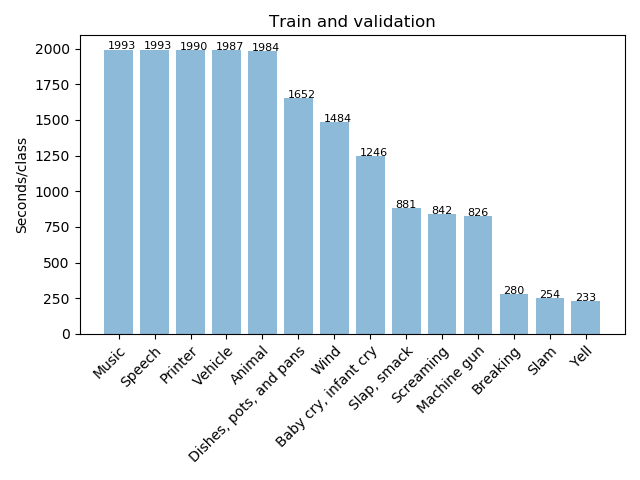 Train and validation
Seconds/class
2000
1750
1500
1250
1000
750
500
250
0
1993 1993 1990 1987 1984 1652 1484 1246 881 842 826 280 254 233
Music
Speech
Printer
Vehicle
Animal
Dishes, pots, and pans
Wind
Baby cry, infant cry
Slap, smack
Screaming
Machine gun
Breaking
Slam
Yell